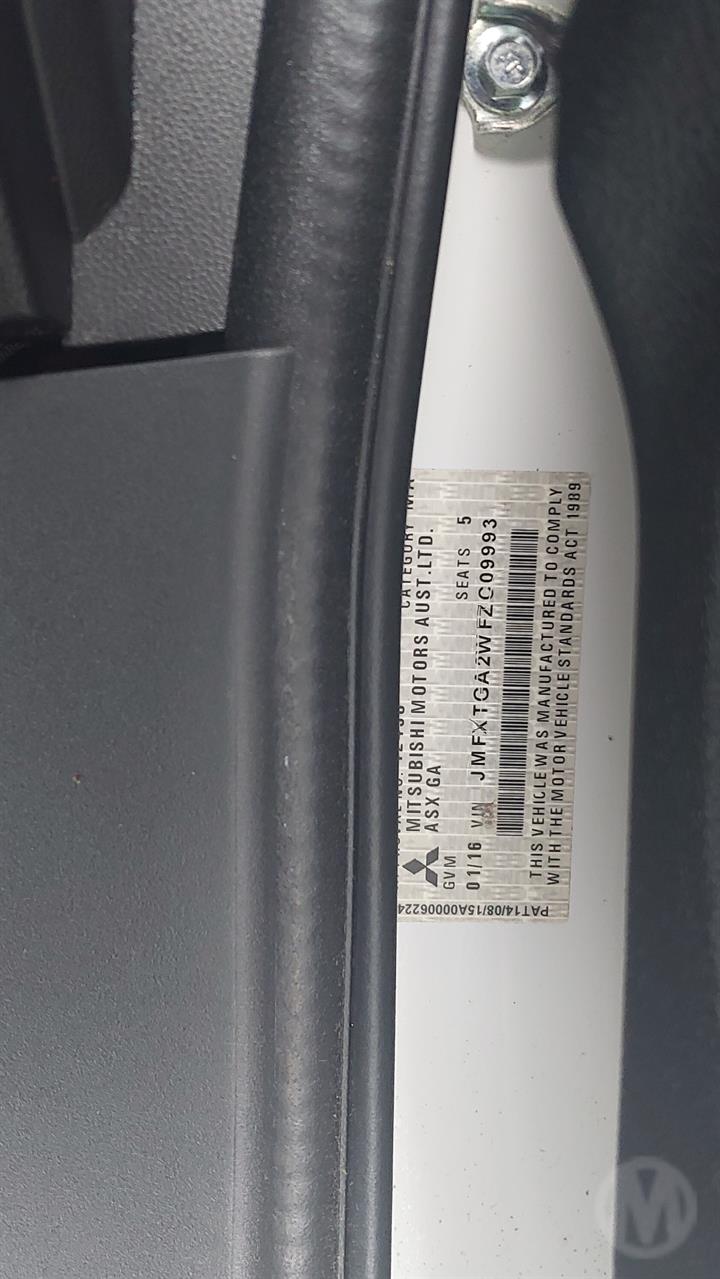 CATEGORY
MITSUBISHI MOTORS AUST.LTD.
ASX GA
GVM SEATS 5
01/16 VIN JMFXTGA2WFZC09993
THIS VEHICLE WAS MANUFACTURED TO COMPLY
WITH THE MOTOR VEHICLE STANDARDS ACT 1989
PAT14/08/15A00006224
M